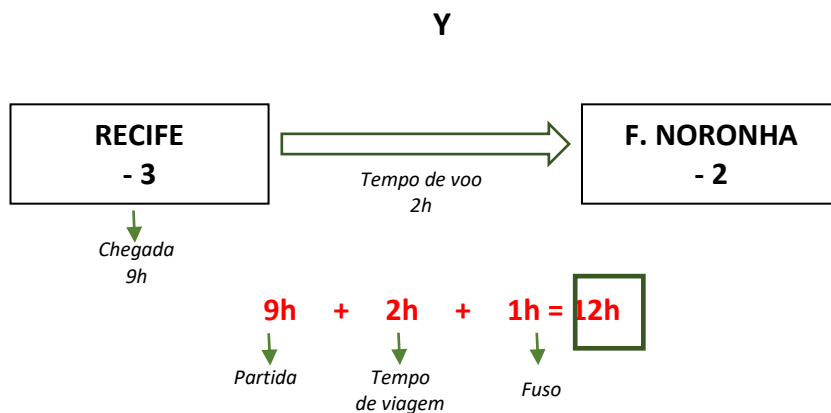 Y
RECIFE
- 3
Tempo de voo
2h
F. NORONHA
- 2
Chegada
9h
9h + 2h + 1h = 12h
Partida
Tempo
de viagem
Fuso